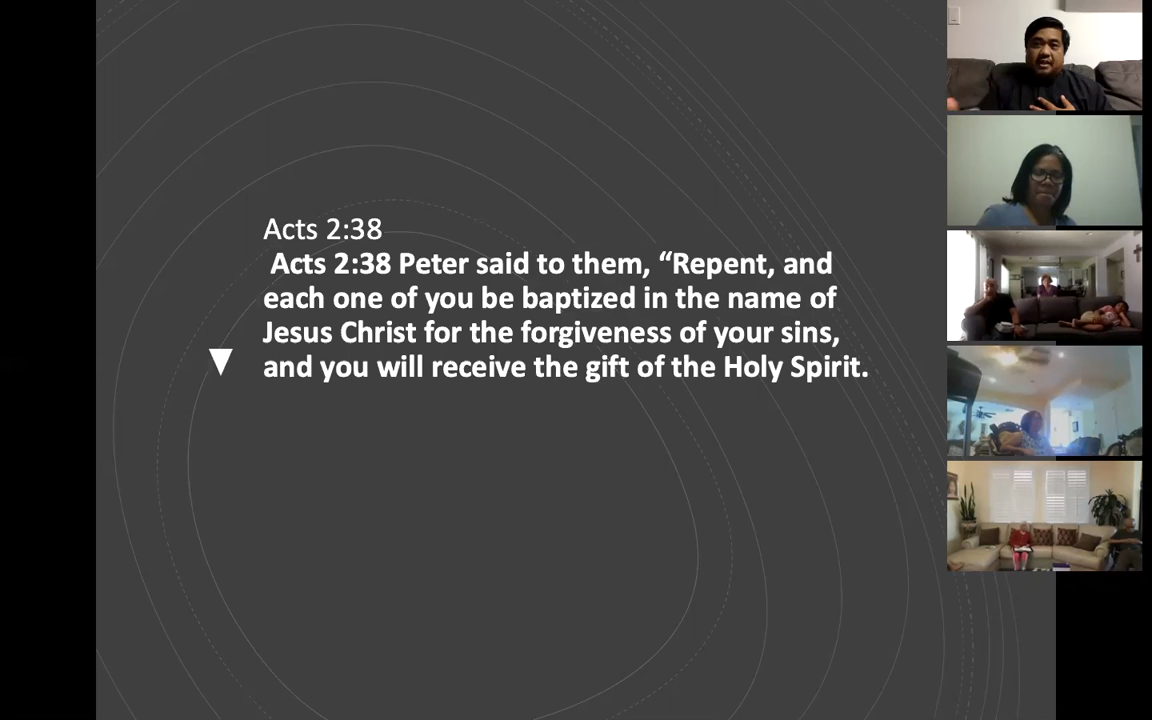 Acts 2:38
Acts 2:38 Peter said to them, “Repent, and
each one of you be baptized in the name of
Jesus Christ for the forgiveness of your sins,
and you will receive the gift of the Holy Spirit.